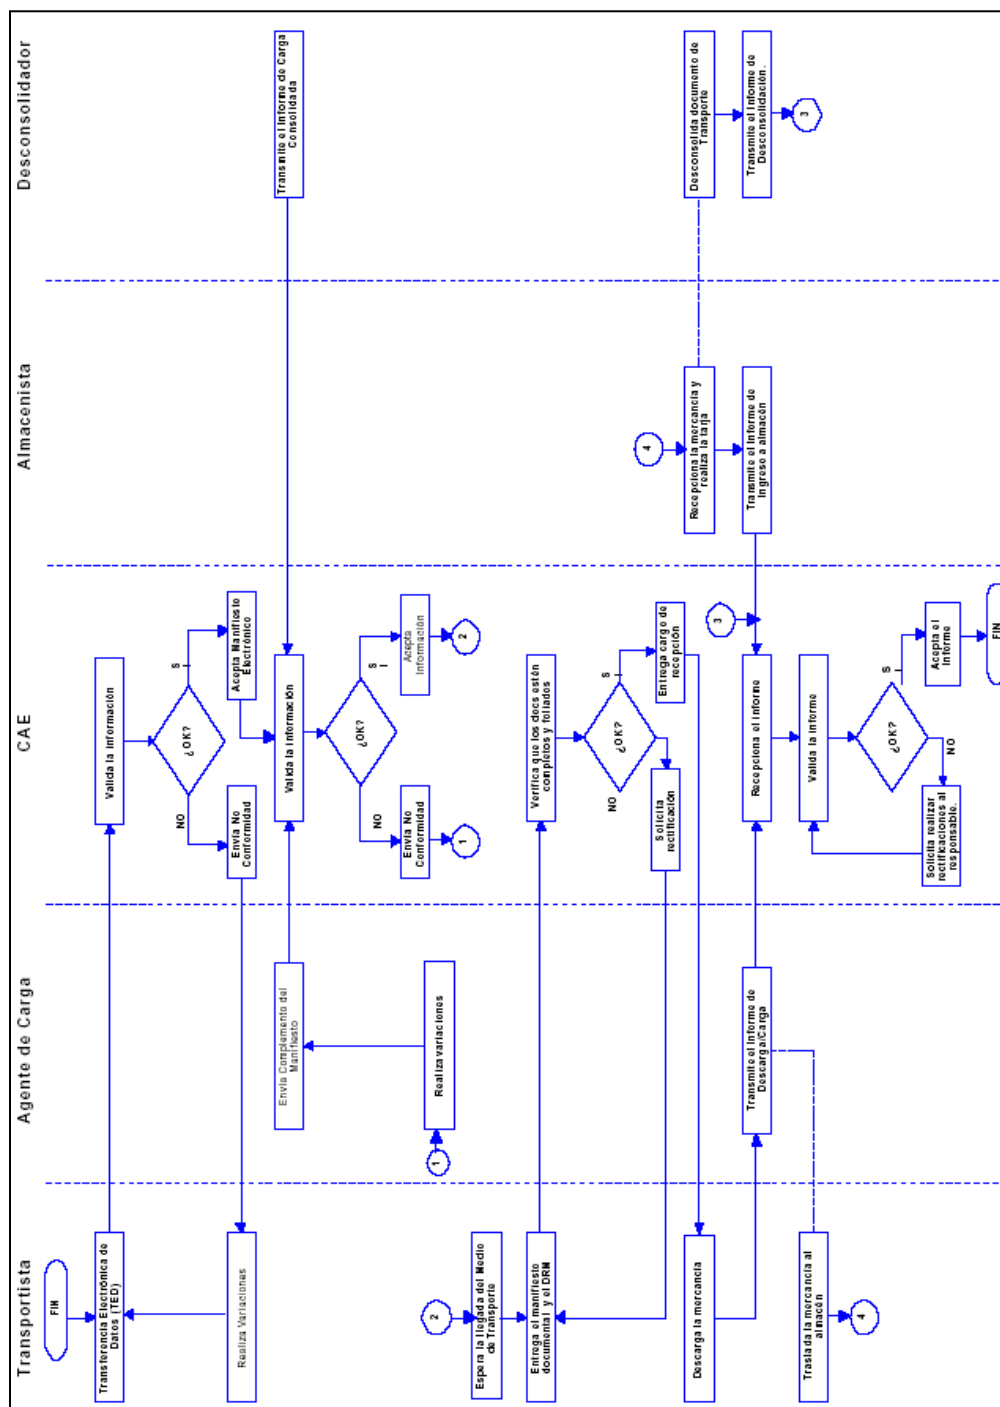 Transportista
Agente de Carga
CAE
Almacenista
Desconsolidador
FIN
Transferencia Electrónica de
Datos (TED)
Valida la información
¿OK?
NO
S
I
Envía No
Conformidad
Acepta Manifiesto
Electrónico
Realiza Variaciones
Envía Complemento del
Manifiesto
Valida la información
Transmite el Informe de Carga
Consolidada
¿OK?
NO
S
I
Envía No
Conformidad
Acepta
Información
1
2
1
Realiza variaciones
2
Espera la llegada del Medio
de Transporte
Entrega el manifiesto
documental y el DRM
Verifica que los docs estén
completos y foliados
¿OK?
NO
S
I
Solicita
rectificación
Entrega cargo de
recepción
Descarga la mercancía
4
Recepciona la mercancía y
realiza la tarja
Desconsolida documento de
Transporte
Transmite el Informe de
Descarga/Carga
3
Recepciona el informe
Transmite el Informe de
Ingreso a almacén
Transmite el Informe de
Desconsolidación.
3
Traslada la mercancía al
almacén
4
Valida la informe
¿OK?
NO
S
I
Solicita realizar
rectificaciones al
responsable.
Acepta el
Informe
FIN